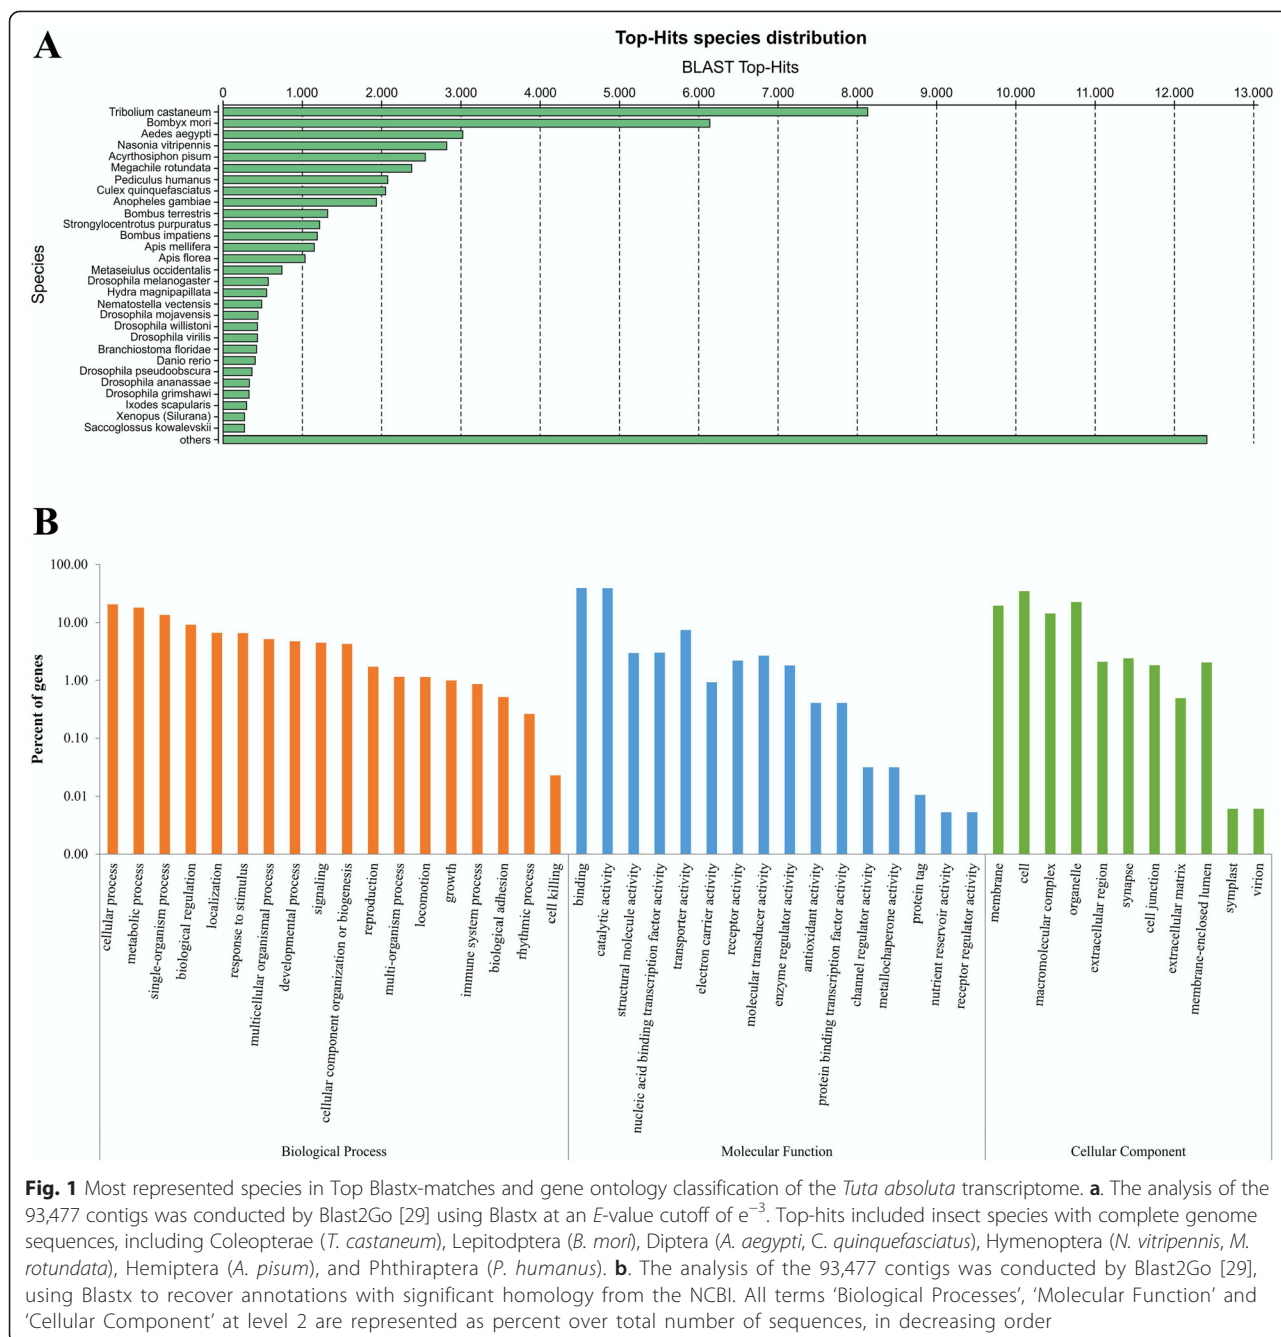 A
Top-Hits species distribution
BLAST Top-Hits
0 1.000 2.000 3.000 4.000 5.000 6.000 7.000 8.000 9.000 10.000 11.000 12.000 13.000
Species
Tribolium castaneum
Bombyx mori
Aedes aegypti
Nasonia vitripennis
Acyrthosiphon pisum
Megachile rotundata
Pediculus humanus
Culex quinquefasciatus
Anopheles gambiae
Bombus terrestris
Strongylocentrotus purpuratus
Bombus impatiens
Apis mellifera
Apis florea
Metaseiulus occidentalis
Drosophila melanogaster
Hydra magnipapillata
Nematostella vectensis
Drosophila mojavensis
Drosophila willistoni
Drosophila virilis
Branchiostoma floridae
Danio rerio
Drosophila pseudoobscura
Drosophila ananassae
Drosophila grimshawi
Ixodes scapularis
Xenopus (Silurana)
Saccoglossus kowalevskii
others
B
Percent of genes
100.00
10.00
1.00
0.10
0.01
0.00
cellular process
metabolic process
single-organism process
biological regulation
localization
response to stimulus
multicellular organismal process
developmental process
signaling
cellular component organization or biogenesis
reproduction
multi-organism process
locomotion
growth
immune system process
biological adhesion
rhythmic process
cell killing
binding
catalytic activity
structural molecule activity
nucleic acid binding transcription factor activity
transporter activity
electron carrier activity
receptor activity
molecular transducer activity
enzyme regulator activity
antioxidant activity
protein binding transcription factor activity
channel regulator activity
metallochaperone activity
protein tag
nutrient reservoir activity
receptor regulator activity
membrane
cell
macromolecular complex
organelle
extracellular region
synapse
cell junction
extracellular matrix
membrane-enclosed lumen
symplast
virion
Biological Process Molecular Function Cellular Component
Fig. 1 Most represented species in Top Blastx-matches and gene ontology classification of the Tuta absoluta transcriptome. a. The analysis of the
93,477 contigs was conducted by Blast2Go [29] using Blastx at an E-value cutoff of e−3. Top-hits included insect species with complete genome
sequences, including Coleopterae (T. castaneum), Lepitodptera (B. mori), Diptera (A. aegypti, C. quinquefasciatus), Hymenoptera (N. vitripennis, M.
rotundata), Hemiptera (A. pisum), and Phthiraptera (P. humanus). b. The analysis of the 93,477 contigs was conducted by Blast2Go [29],
using Blastx to recover annotations with significant homology from the NCBI. All terms ‘Biological Processes’, ‘Molecular Function’ and
‘Cellular Component’ at level 2 are represented as percent over total number of sequences, in decreasing order